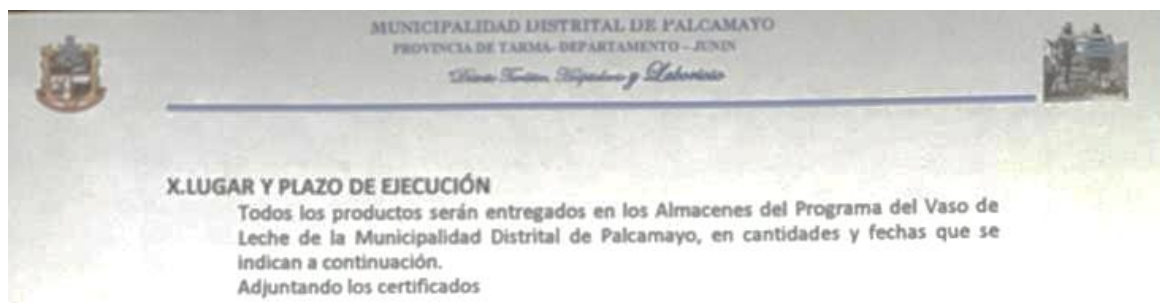 MUNICIPALIDAD DISTRITAL DE PALCAMAYO
PROVINCIA DE TARMA- DEPARTAMENTO – JUNIN
y Laborioso
X.LUGAR Y PLAZO DE EJECUCIÓN
Todos los productos serán entregados en los Almacenes del Programa del Vaso de
Leche de la Municipalidad Distrital de Palcamayo, en cantidades y fechas que se
indican a continuación.
Adjuntando los certificados